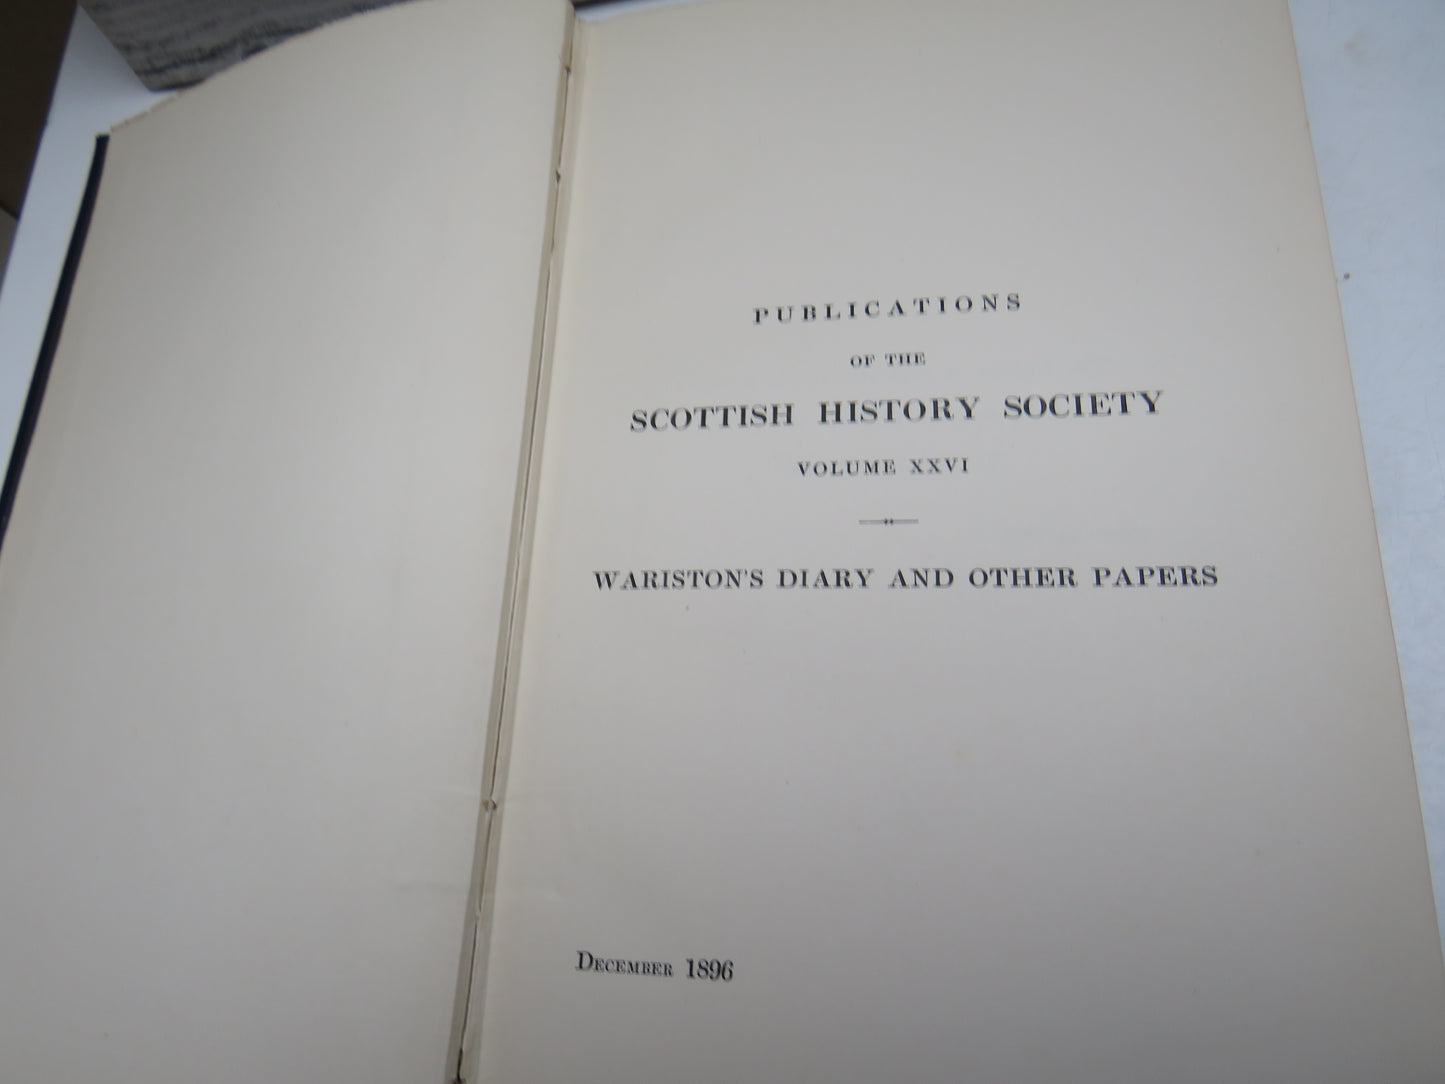 PUBLICATIONS
OF THE
SCOTTISH HISTORY SOCIETY
VOLUME XXVI
WARISTON'S DIARY AND OTHER PAPERS
DECEMBER 1896